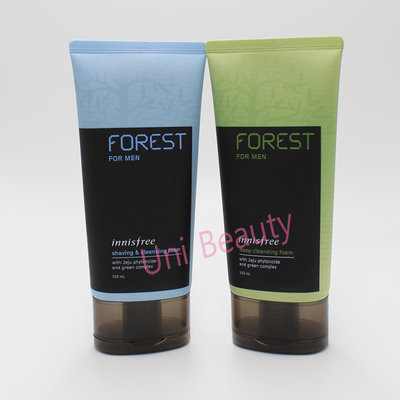 FOREST
FOR MEN
innisfree
shaving & cleansing foam
with Jeju phytoncide
and green complex
150 mL
FOREST
FOR MEN
innisfree
deep cleansing foam
with Jeju phytoncide
and green complex
150 mL
Uni Beauty